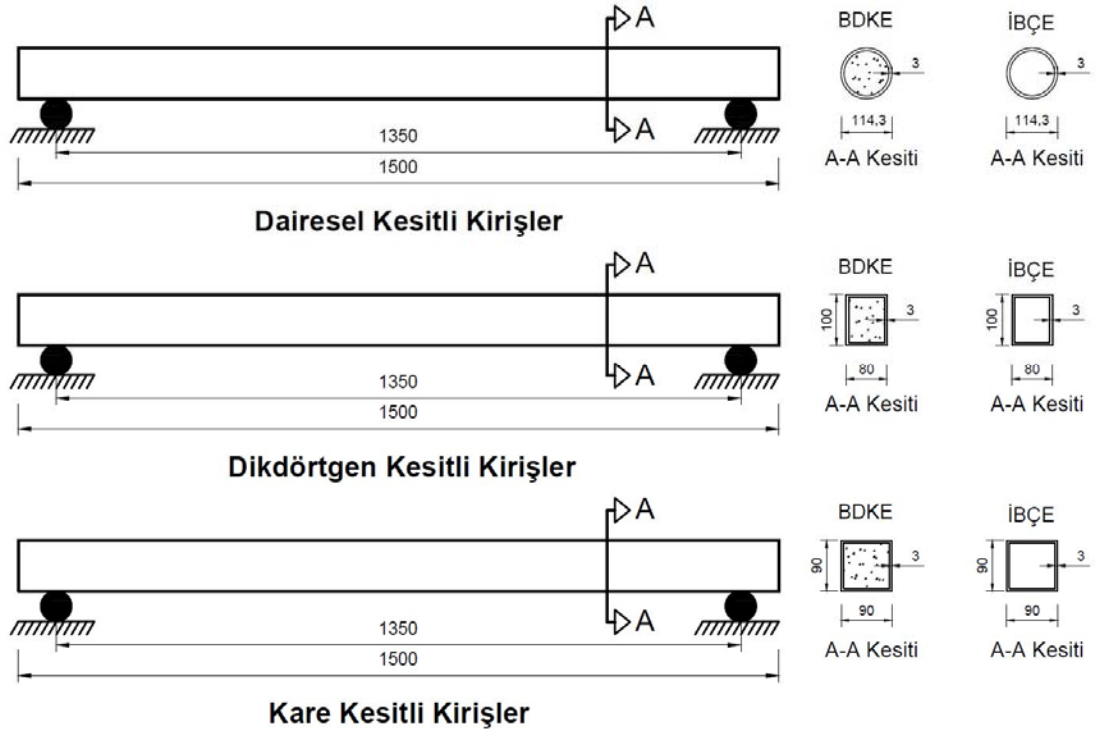 A
A
1350
1500
Dairesel Kesitli Kirişler
BDKE
3
114,3
A-A Kesiti
İBÇE
3
114,3
A-A Kesiti
A
A
1350
1500
Dikdörtgen Kesitli Kirişler
BDKE
100
3
80
A-A Kesiti
İBÇE
100
3
80
A-A Kesiti
A
A
1350
1500
Kare Kesitli Kirişler
BDKE
90
3
90
A-A Kesiti
İBÇE
90
3
90
A-A Kesiti